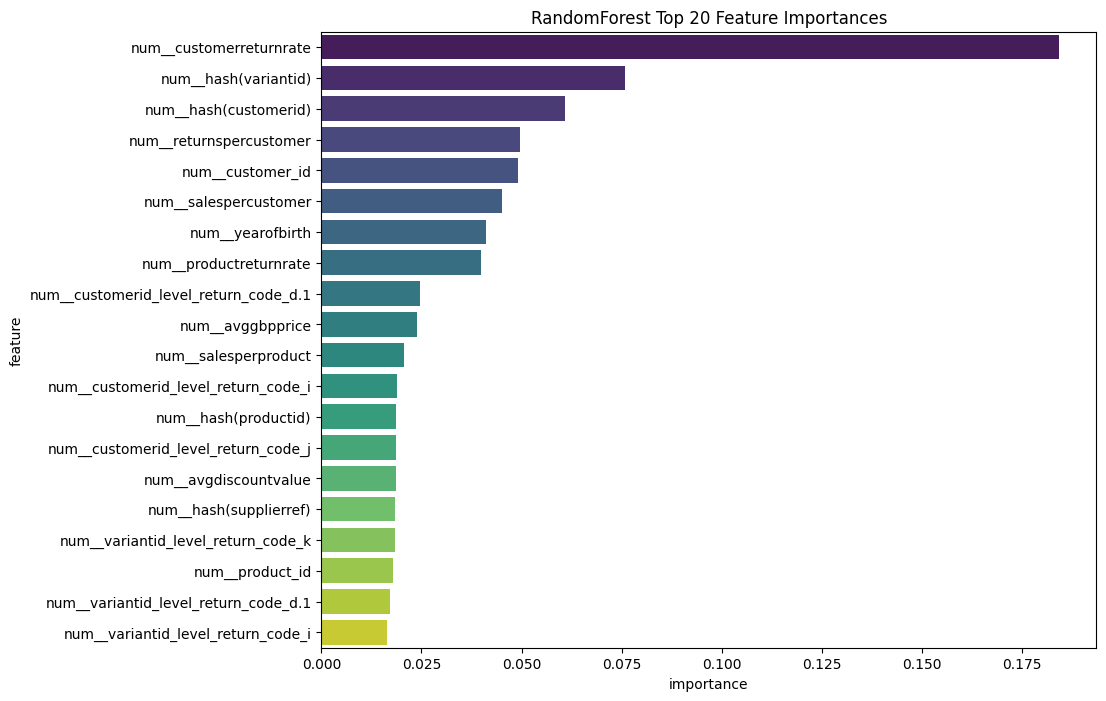 RandomForest Top 20 Feature Importances
num__customerreturnrate
num__hash(variantid)
num__hash(customerid)
num__returnspercustomer
num__customer_id
num__salespercustomer
num__yearofbirth
num__productreturnrate
num__customerid_level_return_code_d.1
num__avggbpprice
num__salesperproduct
num__customerid_level_return_code_i
num__hash(productid)
num__customerid_level_return_code_j
num__avgdiscountvalue
num__hash(supplierref)
num__variantid_level_return_code_k
num__product_id
num__variantid_level_return_code_d.1
num__variantid_level_return_code_i
feature
0.000 0.025 0.050 0.075 0.100 0.125 0.150 0.175
importance